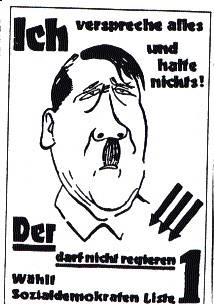 Ich verspreche alles
und
halte
nichts!
Der
darf nicht regieren
Wählt
Sozialdemokraten Liste 1